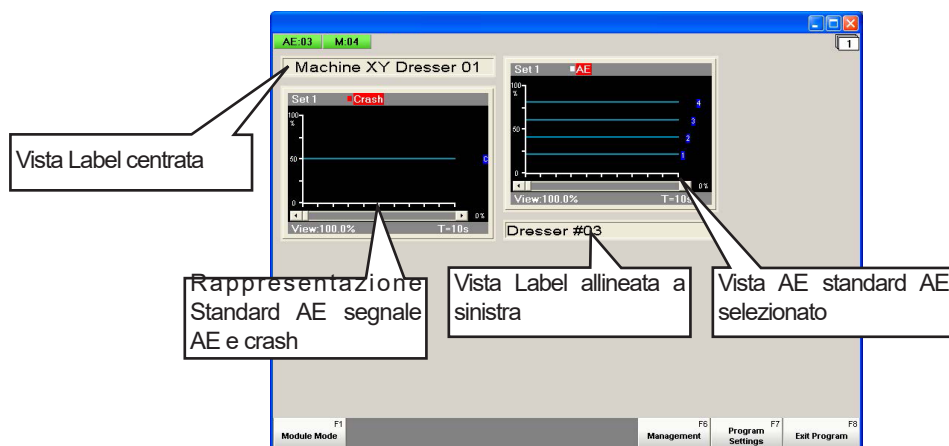 AE:03 M:04
1
Machine XY Dresser 01
Set 1 AE
100
%
50
0
4
3
2
1
0%
View:100.0% T=10s
Set 1 Crash
100
%
50
0
C
0%
View:100.0% T=10s
Dresser #03
Vista Label centrata
Rappresentazione
Standard AE segnale
AE e crash
Vista Label allineata a
sinistra
Vista AE standard AE
selezionato
F1
Module Mode
F6
Management
F7
Program
Settings
F8
Exit Program